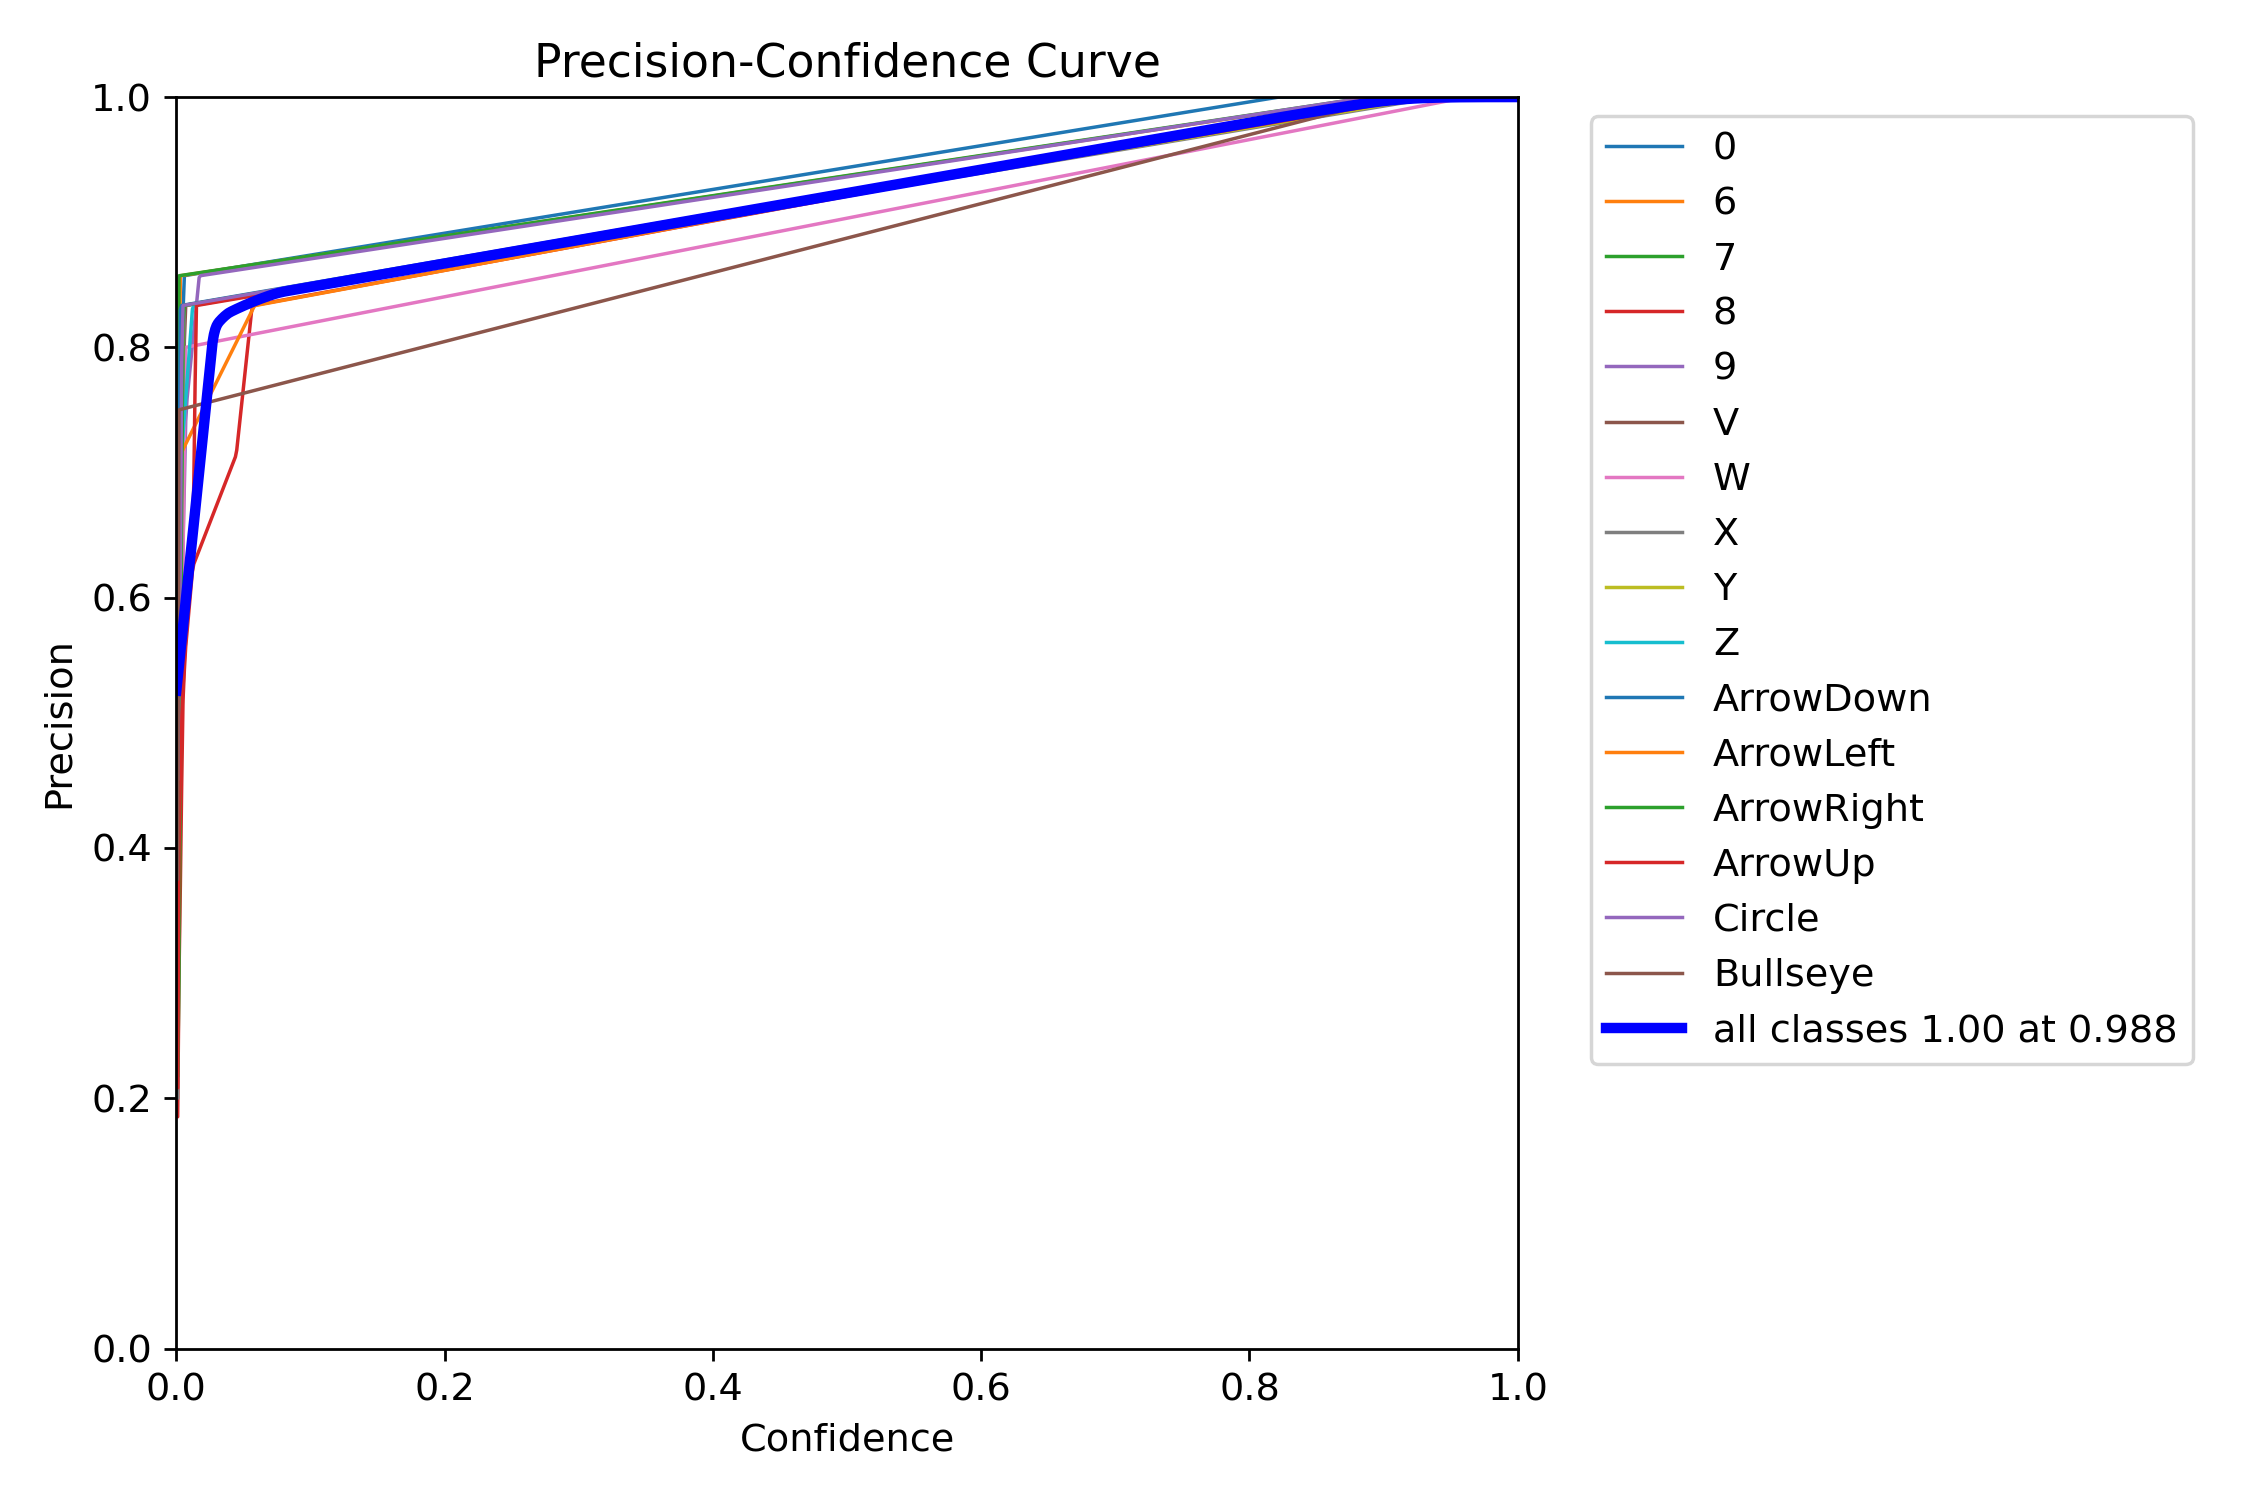 Precision-Confidence Curve
1.0
0.8
0.6
0.4
0.2
0.0
Precision
0.0 0.2 0.4 0.6 0.8 1.0
Confidence
0
6
7
8
9
V
W
X
Y
Z
ArrowDown
ArrowLeft
ArrowRight
ArrowUp
Circle
Bullseye
all classes 1.00 at 0.988